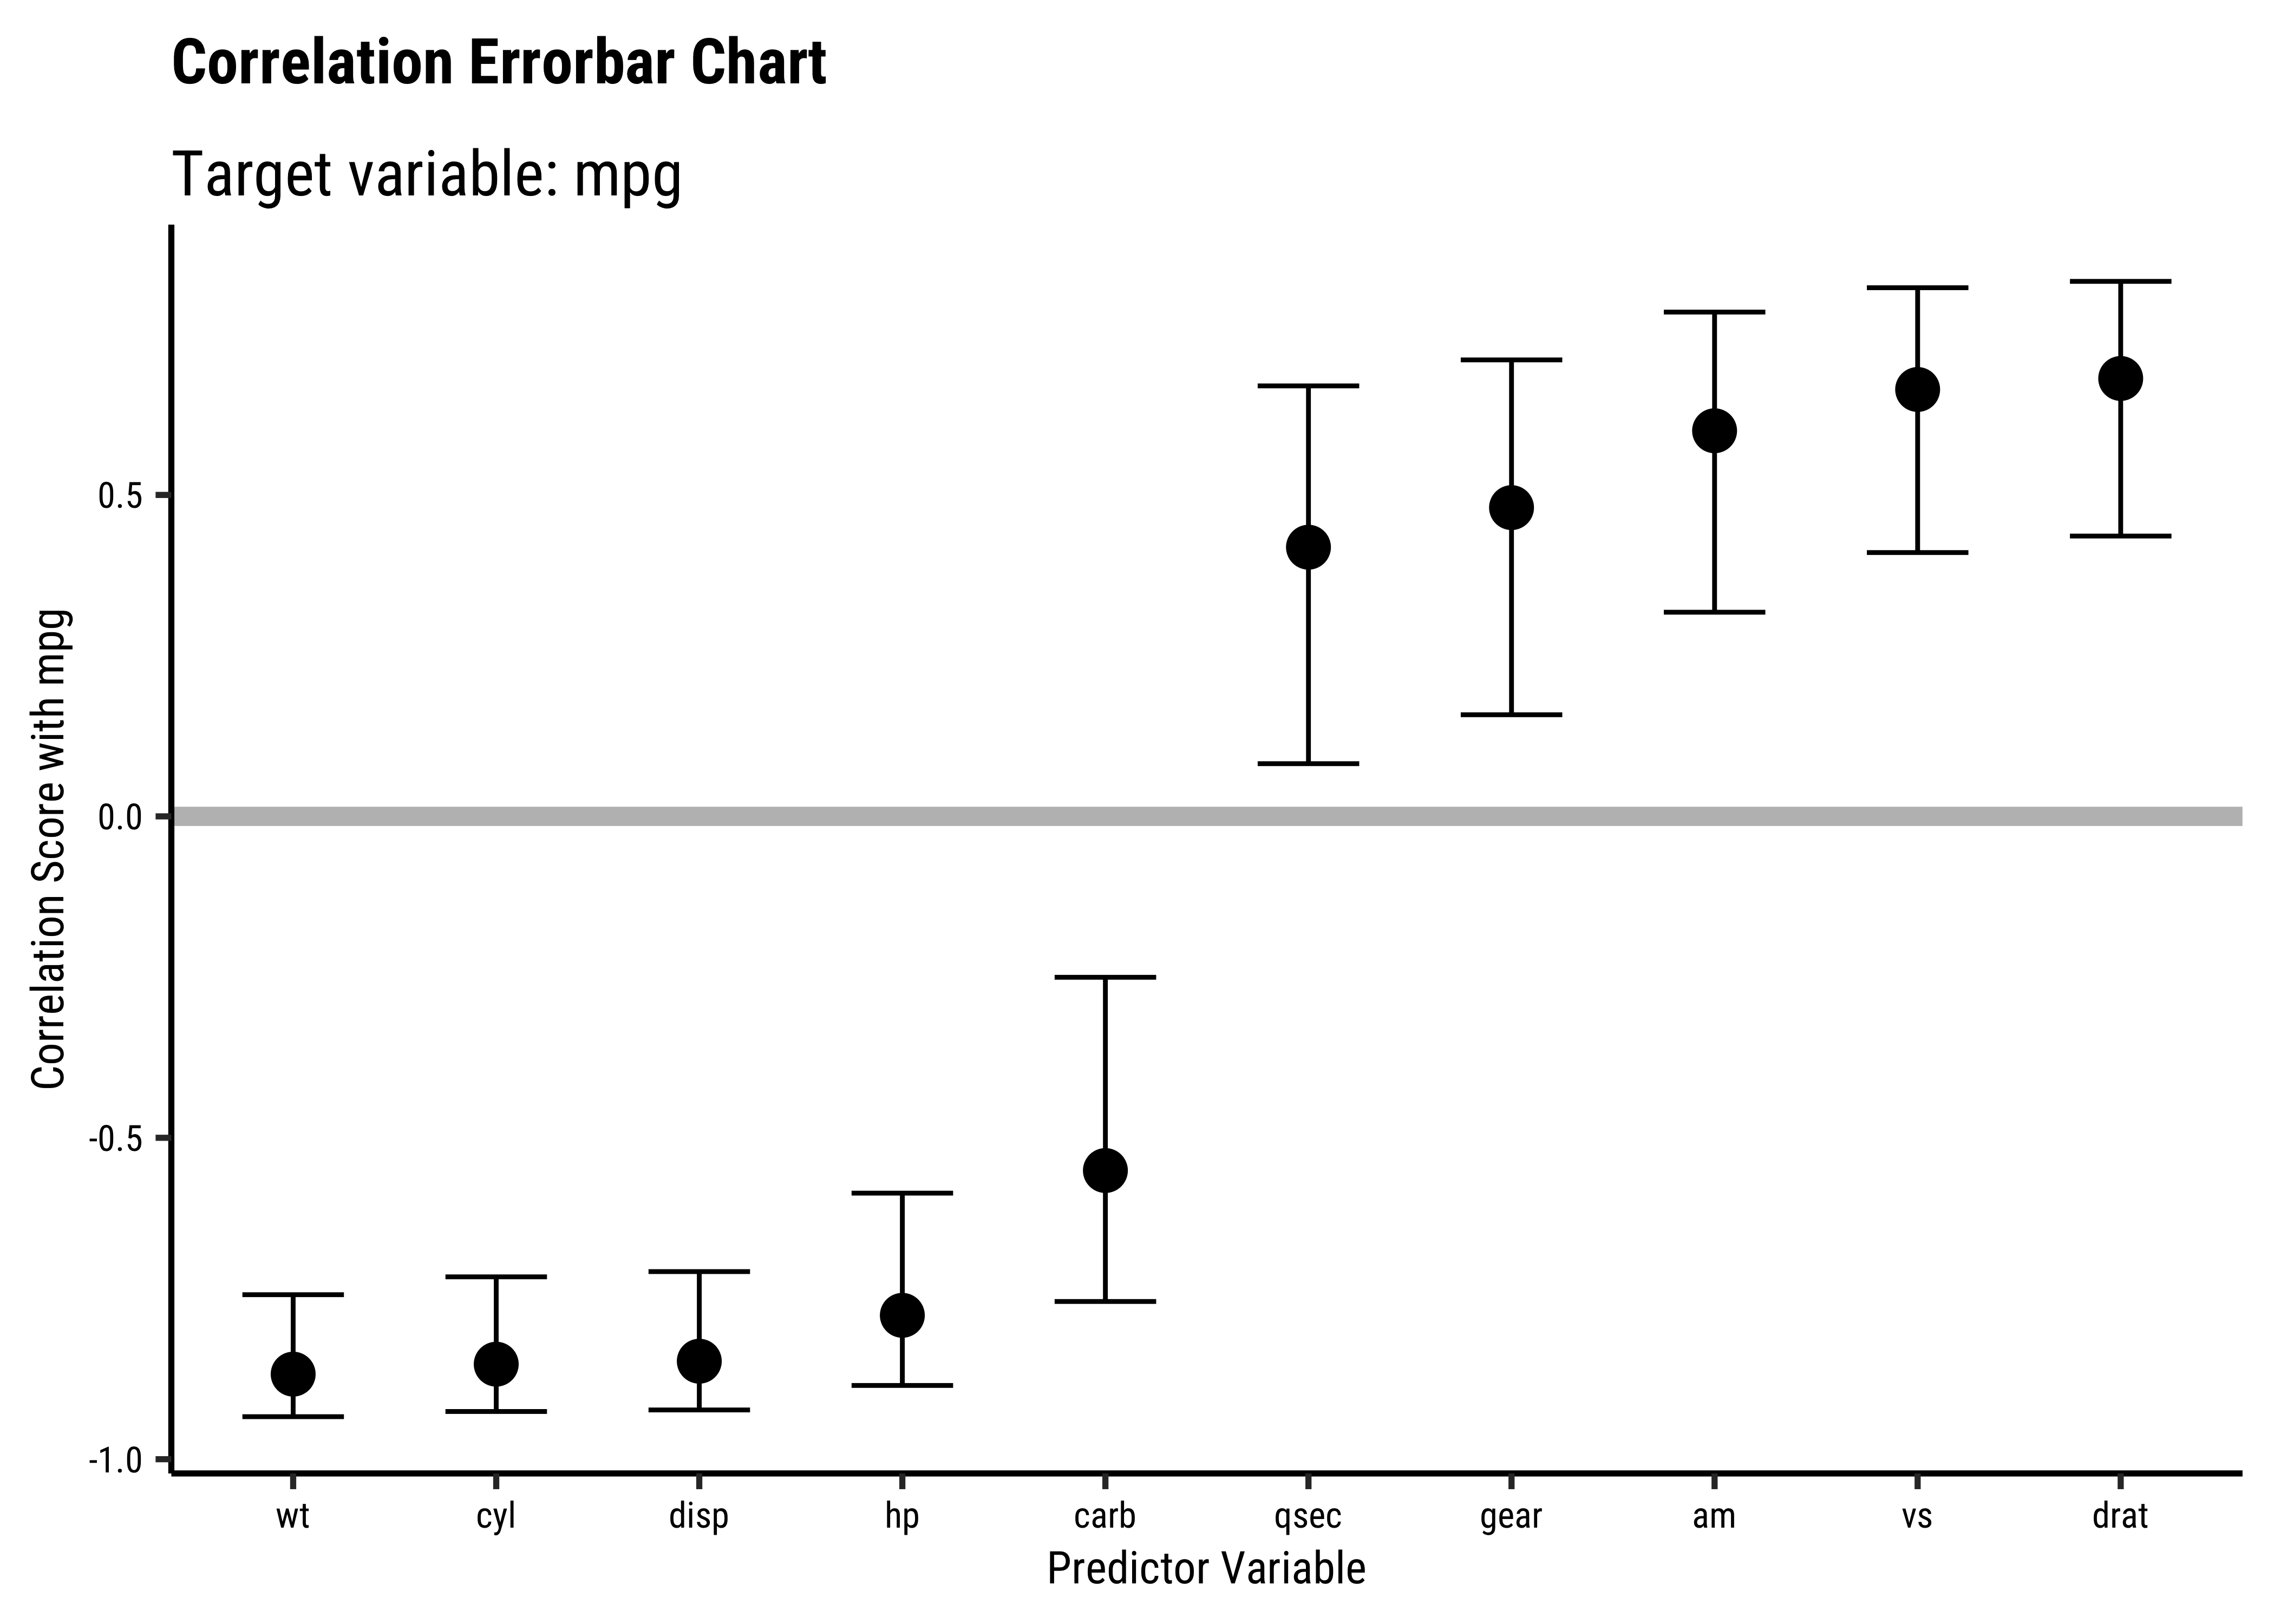 Correlation Errorbar Chart
Target variable: mpg
Correlation Score with mpg
0.5
0.0
-0.5
-1.0
wt cyl disp hp carb qsec gear am vs drat
Predictor Variable